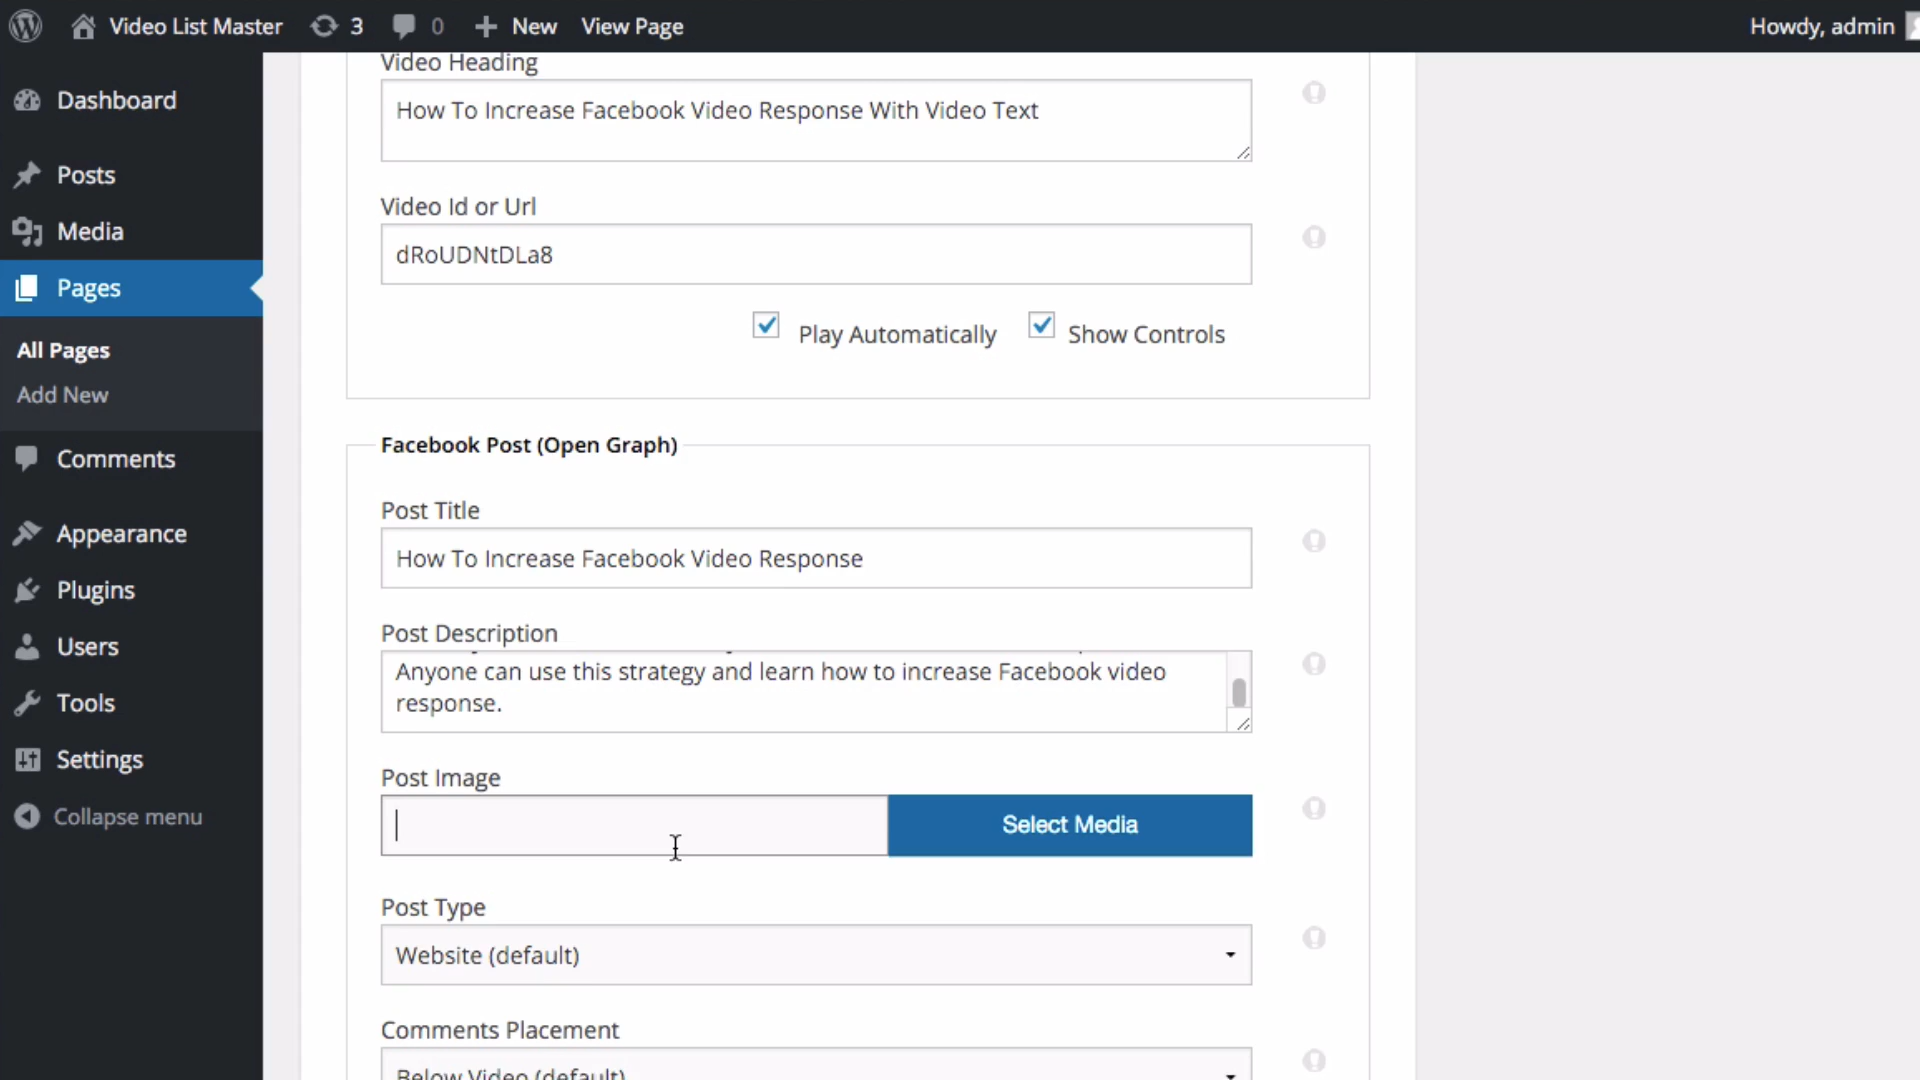 Video List Master
3
0
New
View Page
Howdy, admin
Dashboard
Posts
Media
Pages
All Pages
Add New
Comments
Appearance
Plugins
Users
Tools
Settings
Collapse menu
Video Heading
How To Increase Facebook Video Response With Video Text
Video Id or Url
dRoUDNtDLa8
Play Automatically
Show Controls
Facebook Post (Open Graph)
Post Title
How To Increase Facebook Video Response
Post Description
Anyone can use this strategy and learn how to increase Facebook video
response.
Post Image
Select Media
Post Type
Website (default)
Comments Placement
Below Video (default)